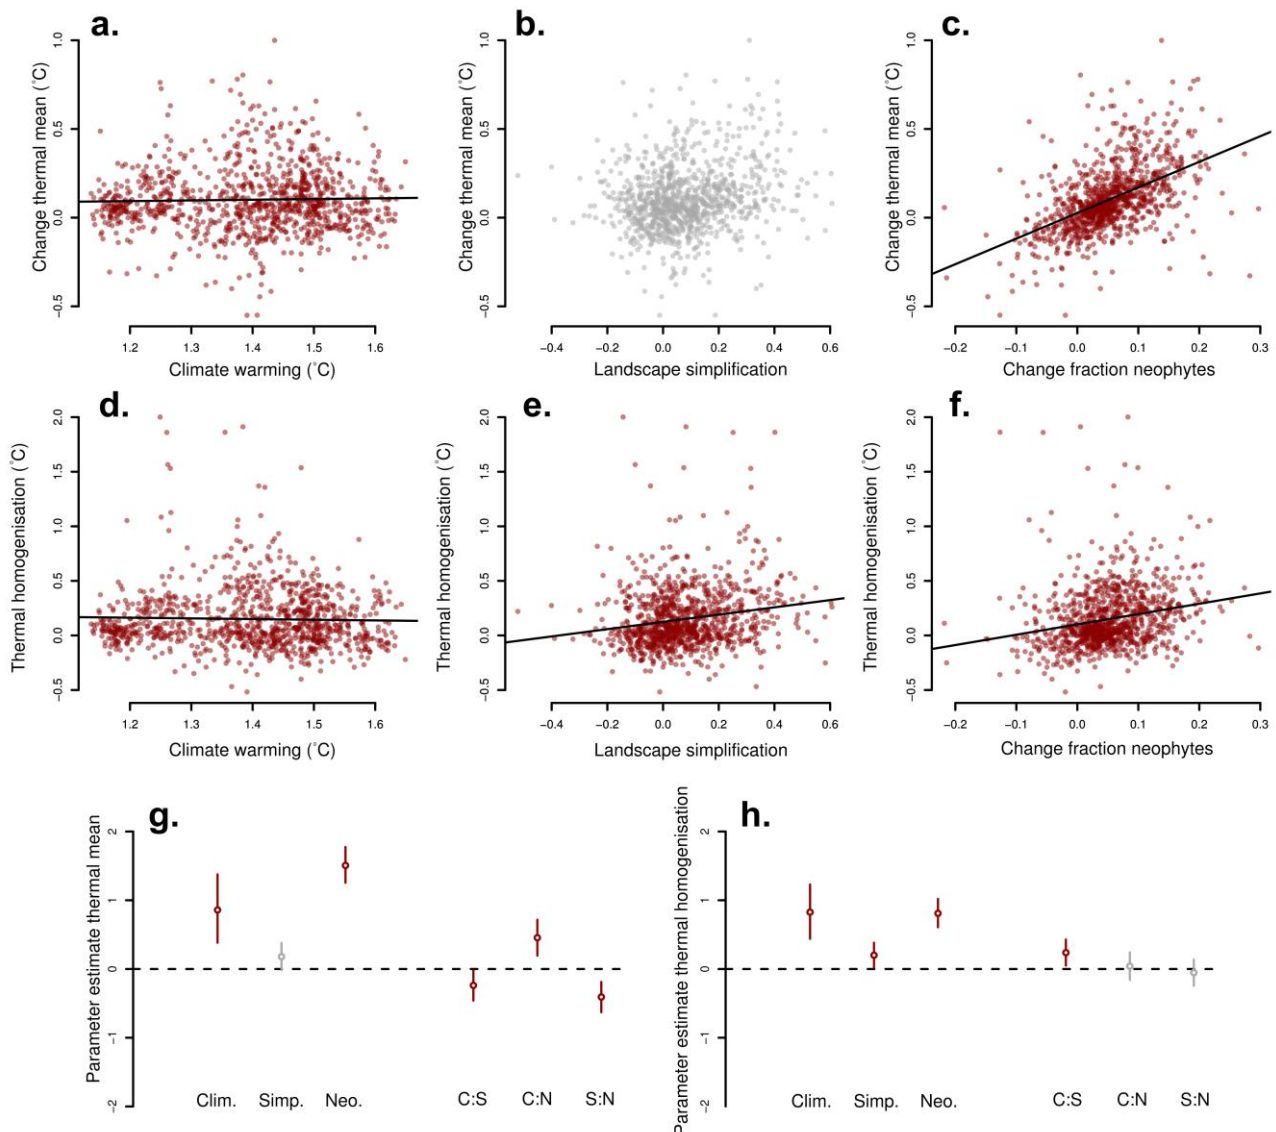 a.
Change thermal mean (°C)
1.0
0.5
0.0
−0.5
1.2 1.3 1.4 1.5 1.6
Climate warming (°C)
b.
Change thermal mean (°C)
1.0
0.5
0.0
−0.5
−0.4 −0.2 0.0 0.2 0.4 0.6
Landscape simplification
c.
Change thermal mean (°C)
1.0
0.5
0.0
−0.5
−0.2 −0.1 0.0 0.1 0.2 0.3
Change fraction neophytes
d.
Thermal homogenisation (°C)
2.0
1.5
1.0
0.5
0.0
−0.5
1.2 1.3 1.4 1.5 1.6
Climate warming (°C)
e.
Thermal homogenisation (°C)
2.0
1.5
1.0
0.5
0.0
−0.5
−0.4 −0.2 0.0 0.2 0.4 0.6
Landscape simplification
f.
Thermal homogenisation (°C)
2.0
1.5
1.0
0.5
0.0
−0.5
−0.2 −0.1 0.0 0.1 0.2 0.3
Change fraction neophytes
g.
Parameter estimate thermal mean
2
1
0
−1
−2
Clim. Simp. Neo. C:S C:N S:N
h.
Parameter estimate thermal homogenisation
2
1
0
−1
−2
Clim. Simp. Neo. C:S C:N S:N